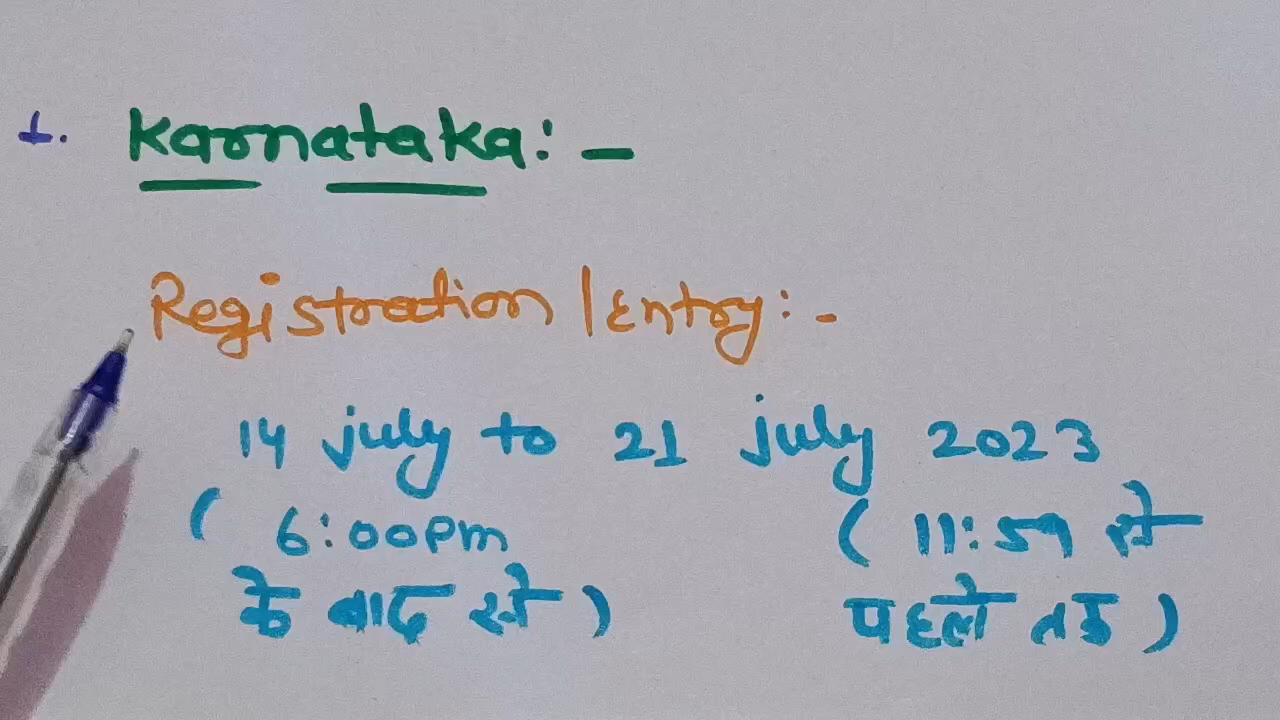 1. Karnataka:-
Registration / Entry:-
14 july to 21 july 2023
( 6:00pm ( 11:59 से
के बाद से ) पहले तक )